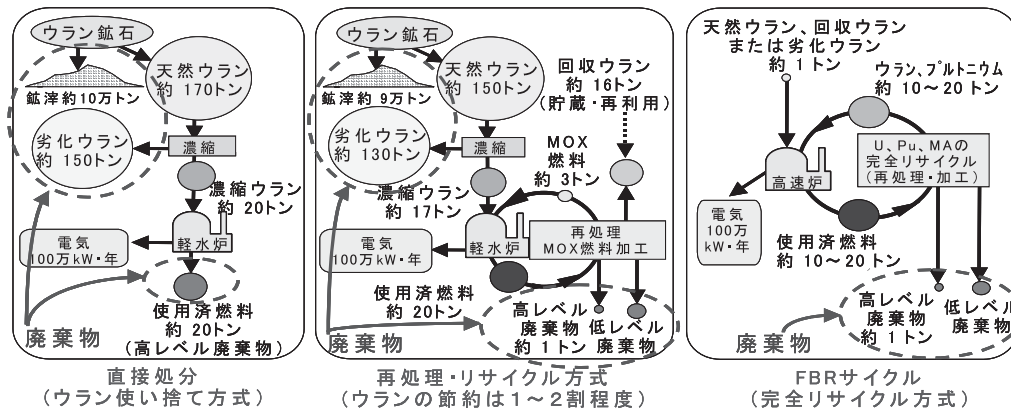 ウラン鉱石
天然ウラン
約170トン
鉱滓約10万トン
劣化ウラン
約150トン
濃縮
濃縮ウラン
約20トン
電気
100万kW・年
軽水炉
使用済燃料
約20トン
(高レベル廃棄物)
廃棄物
直接処分
(ウラン使い捨て方式)
ウラン鉱石
天然ウラン
約150トン
鉱滓約9万トン
劣化ウラン
約130トン
濃縮
回収ウラン
約16トン
(貯蔵・再利用)
MOX
燃料
約3トン
濃縮ウラン
約17トン
電気
100万kW・年
軽水炉
再処理
MOX燃料加工
使用済燃料
約20トン
高レベル
廃棄物
約1トン
低レベル
廃棄物
廃棄物
再処理・リサイクル方式
(ウランの節約は1〜2割程度)
天然ウラン、回収ウラン
または劣化ウラン
約1トン
ウラン、プルトニウム
約10〜20トン
高速炉
U、Pu、MAの
完全リサイクル
(再処理・加工)
電気
100万
kW・年
使用済燃料
約10〜20トン
高レベル
廃棄物
約1トン
低レベル
廃棄物
廃棄物
FBRサイクル
(完全リサイクル方式)